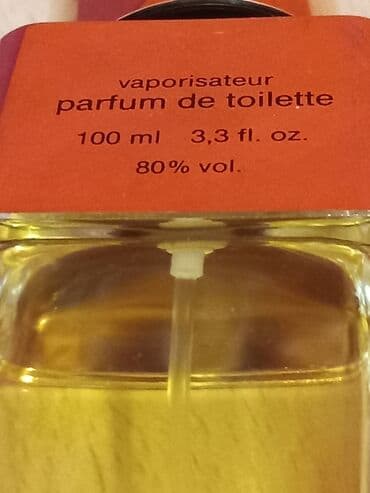 vaporisateur
parfum de toilette
100 ml 3,3 fl. oz.
80% vol.